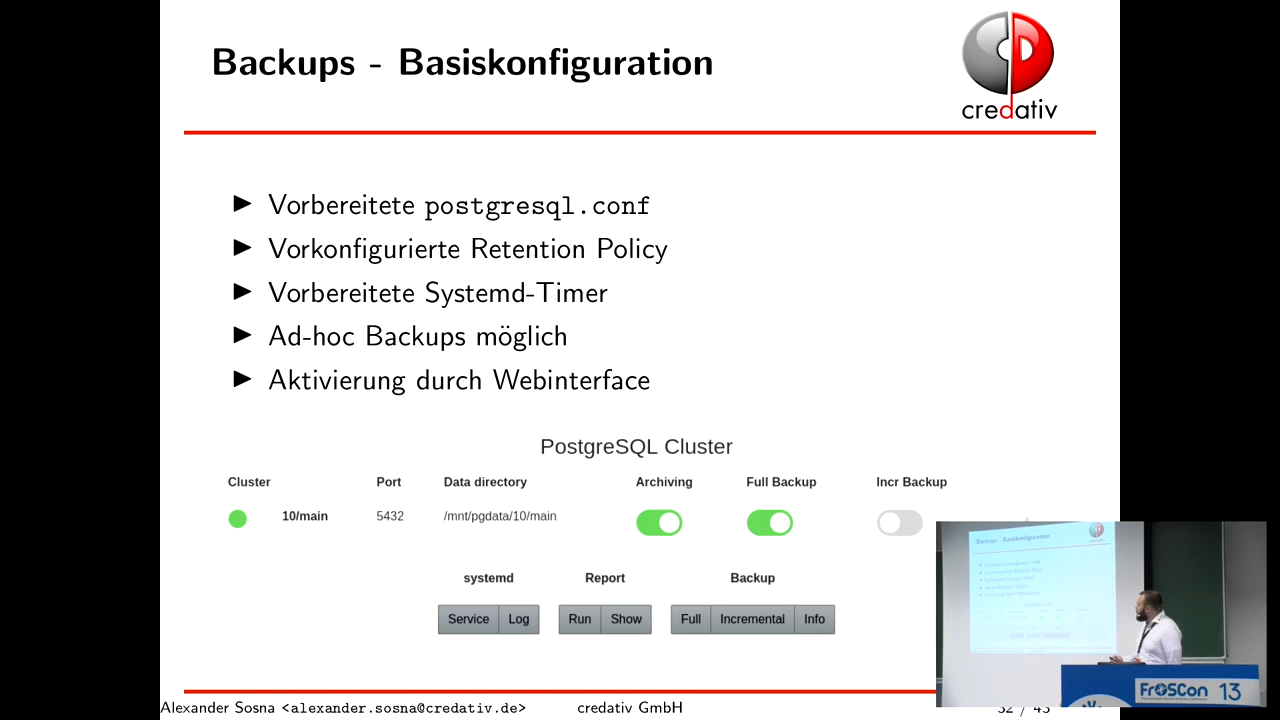 Backups - Basiskonfiguration
credativ
Vorbereitete postgresql.conf
Vorkonfigurierte Retention Policy
Vorbereitete Systemd-Timer
Ad-hoc Backups möglich
Aktivierung durch Webinterface
PostgreSQL Cluster
Cluster Port Data directory Archiving Full Backup Incr Backup
10/main 5432 /mnt/pgdata/10/main
systemd Report Backup
Service Log Run Show Full Incremental Info
Backups - Basiskonfiguration
FrOSCon 13
Alexander Sosna <alexander.sosna@credativ.de> credativ GmbH 32 / 43